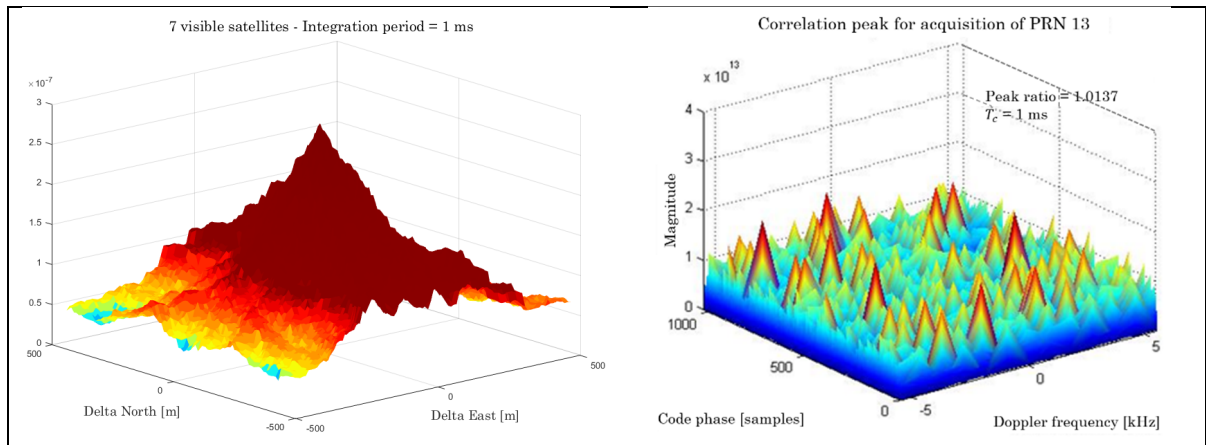 7 visible satellites - Integration period = 1 ms
x10
-7
3
2.5
2
1.5
1
0.5
0
500
0
-500
-500
0
500
Delta North [m]
Delta East [m]
Correlation peak for acquisition of PRN 13
x 10
13
Peak ratio = 1.0137
T_c = 1 ms
4
3
2
1
0
Magnitude
1000
500
0
-5
0
5
Code phase [samples]
Doppler frequency [kHz]